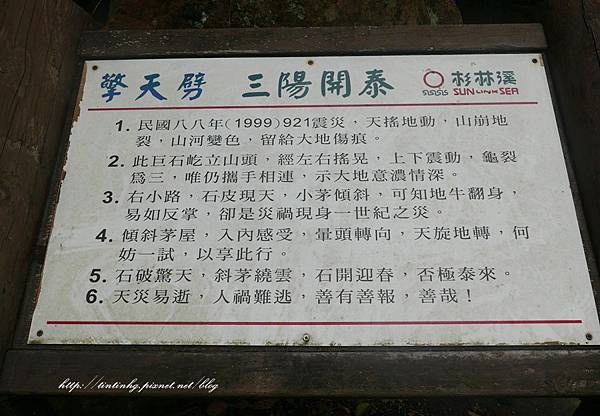 擎天劈 三陽開泰 杉林溪
SUN LINK SEA
1. 民國八八年(1999)921震災，天搖地動，山崩地
裂，山河變色，留給大地傷痕。
2. 此巨石屹立山頭，經左右搖晃，上下震動，龜裂
為三，唯仍攜手相連，示大地意濃情深。
3. 右小路，石皮現天，小茅傾斜，可知地牛翻身，
易如反掌，卻是災禍現身一世紀之災。
4. 傾斜茅屋，入內感受，暈頭轉向，天旋地轉，何
妨一試，以享此行。
5. 石破驚天，斜茅繞雲，石開迎春，否極泰來。
6. 天災易逝，人禍難逃，善有善報，善哉！
http://tintinhg.pixnet.net/blog